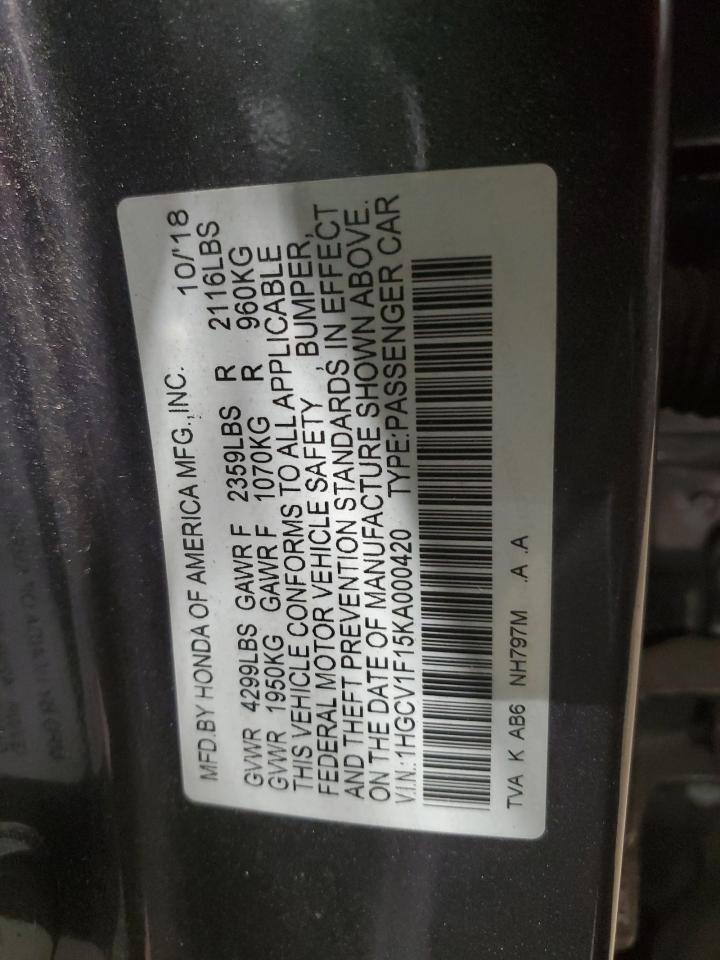 MFD.BY HONDA OF AMERICA MFG.,INC. 10/'18
GVWR 4299LBS GAWR F 2359LBS R 2116LBS
GVWR 1950KG GAWR F 1070KG R 960KG
THIS VEHICLE CONFORMS TO ALL APPLICABLE
FEDERAL MOTOR VEHICLE SAFETY, BUMPER,
AND THEFT PREVENTION STANDARDS IN EFFECT
ON THE DATE OF MANUFACTURE SHOWN ABOVE.
V.I.N.: 1HGCV1F15KA000420 TYPE:PASSENGER CAR
TVA K AB6 NH797M .A .A